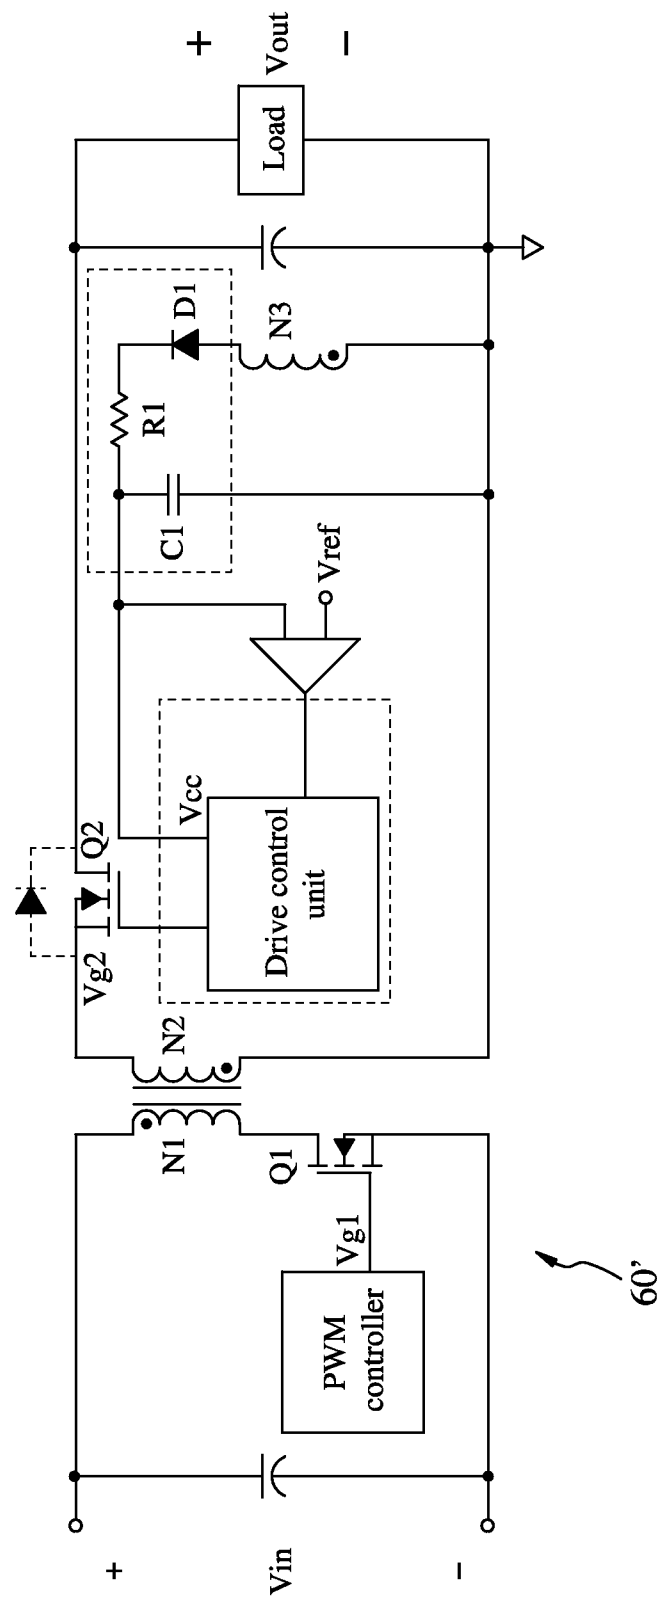 +
Vin
−
PWM
controller
Vg1
Q1
N1
N2
Vg2
Q2
Drive control
unit
Vcc
Vref
C1
R1
D1
N3
Load
+
Vout
−
60’